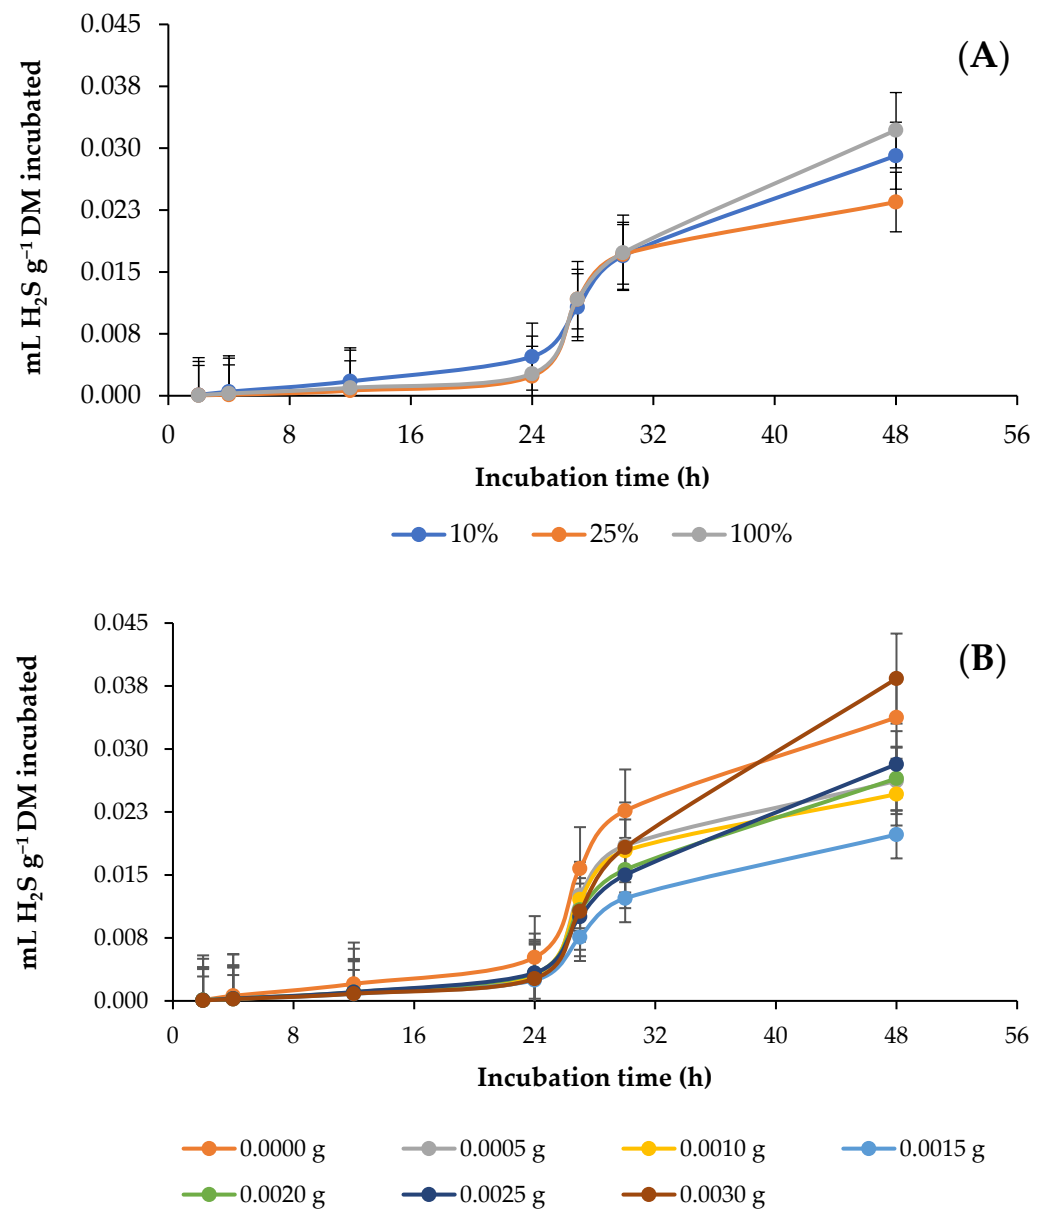 (A)
mL H₂S g⁻¹ DM incubated
0.045
0.038
0.030
0.023
0.015
0.008
0.000
0 8 16 24 32 40 48 56
Incubation time (h)
10% 25% 100%
(B)
mL H₂S g⁻¹ DM incubated
0.045
0.038
0.030
0.023
0.015
0.008
0.000
0 8 16 24 32 40 48 56
Incubation time (h)
0.0000 g 0.0005 g 0.0010 g 0.0015 g
0.0020 g 0.0025 g 0.0030 g